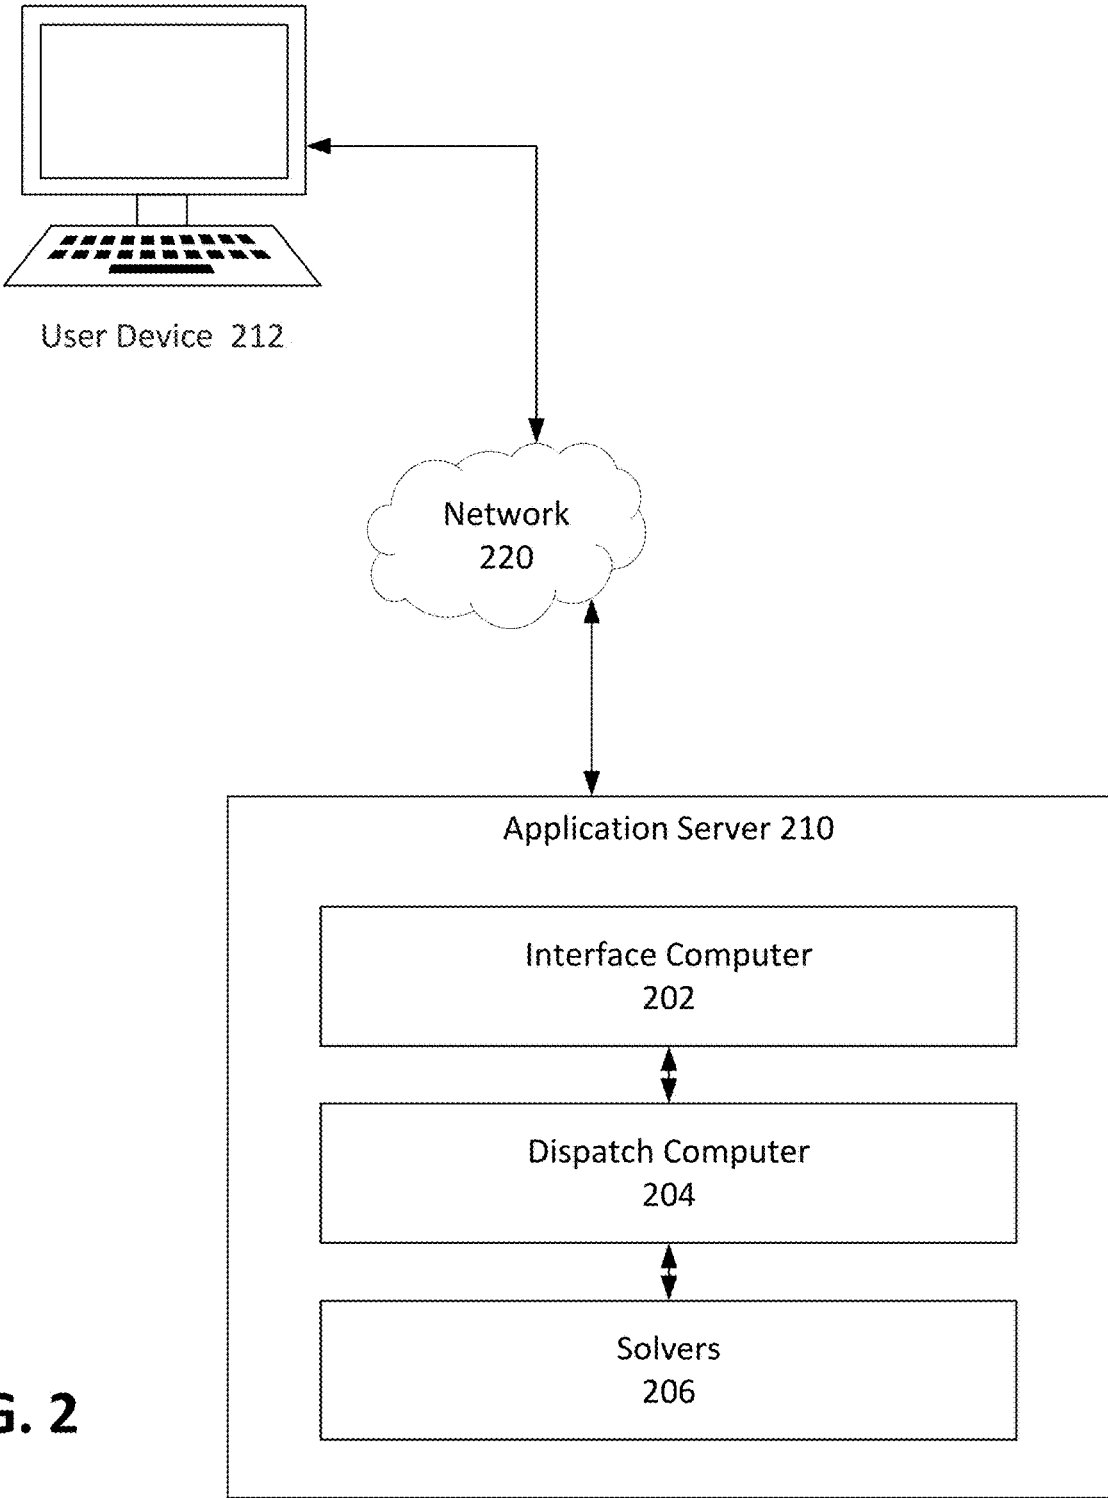 User Device 212
Network
220
Application Server 210
Interface Computer
202
Dispatch Computer
204
Solvers
206
G. 2